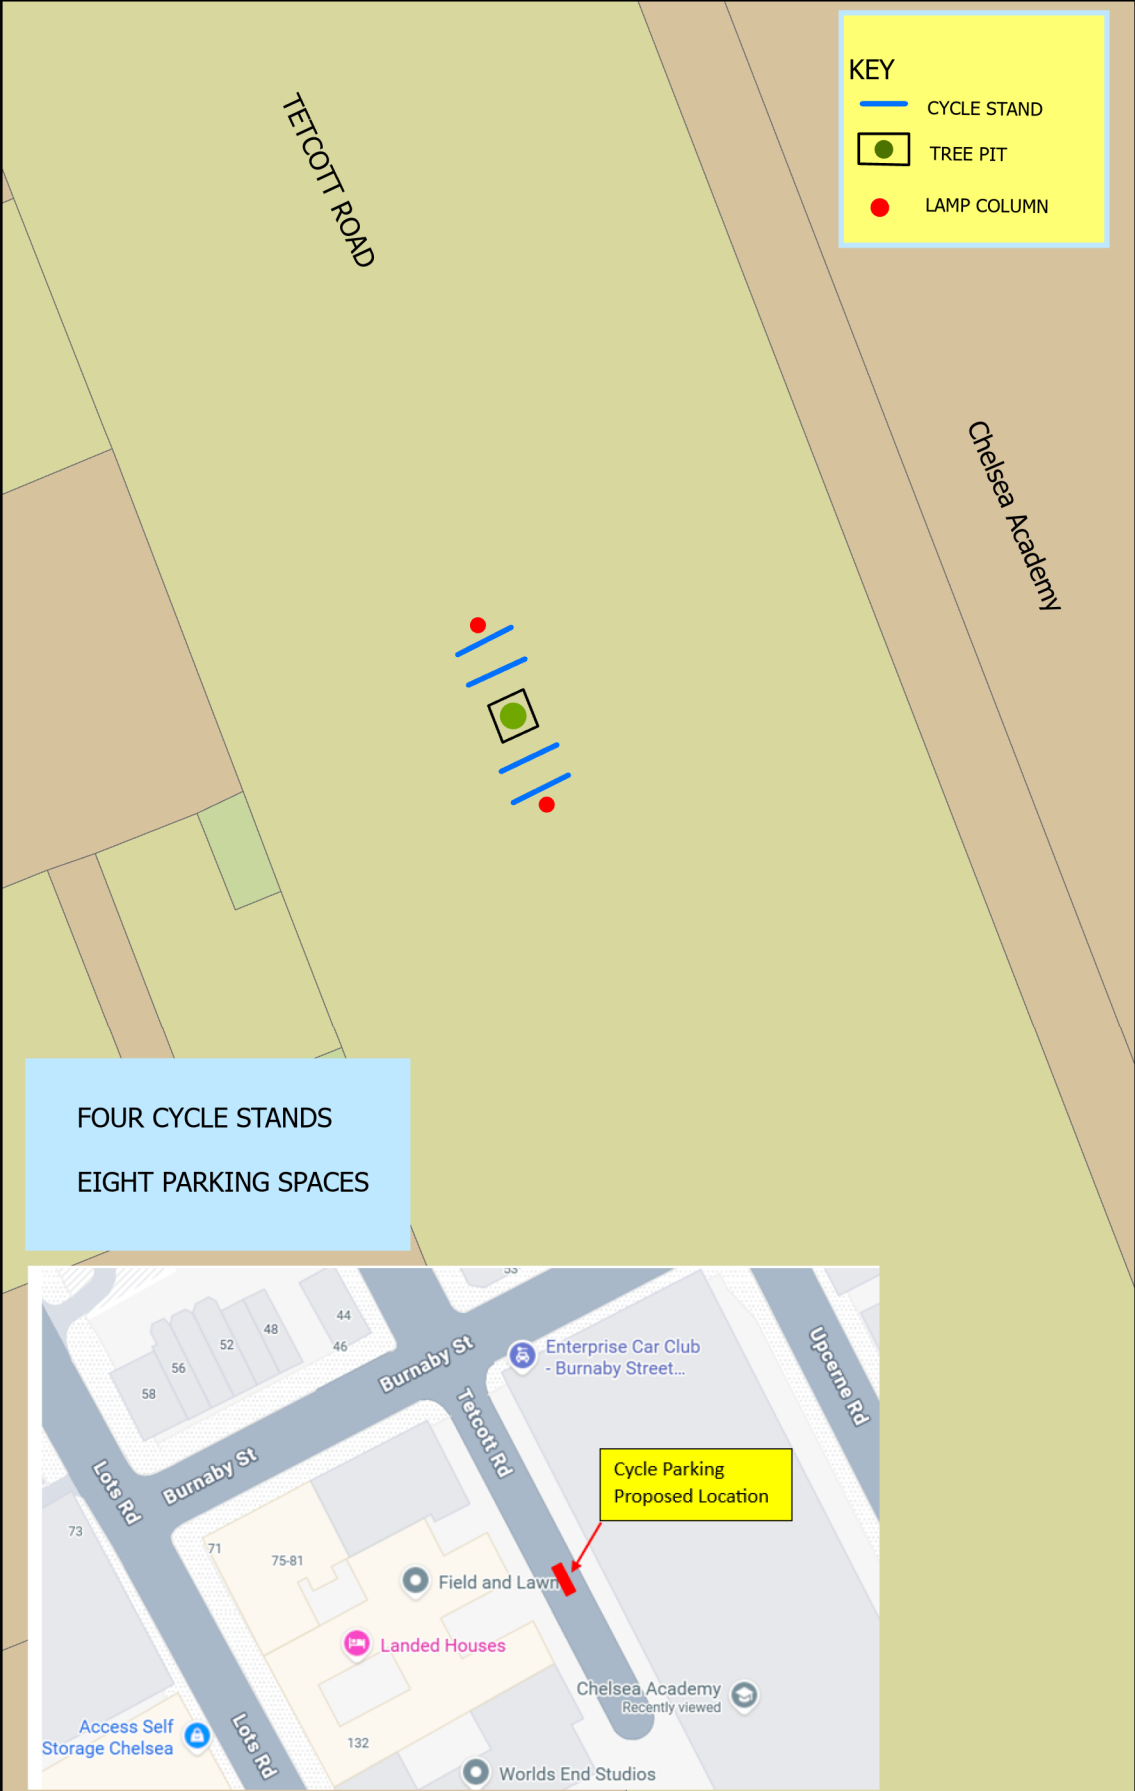 TETCOTT ROAD
KEY
CYCLE STAND
TREE PIT
LAMP COLUMN
Chelsea Academy
FOUR CYCLE STANDS
EIGHT PARKING SPACES
53
44
46
48
52
56
58
Burnaby St
Enterprise Car Club
- Burnaby Street...
Upcerne Rd
Tetcott Rd
Lots Rd
Burnaby St
Cycle Parking
Proposed Location
73
71
75-81
Field and Lawn
Landed Houses
Chelsea Academy
Recently viewed
Access Self
Storage Chelsea
Lots Rd
132
Worlds End Studios